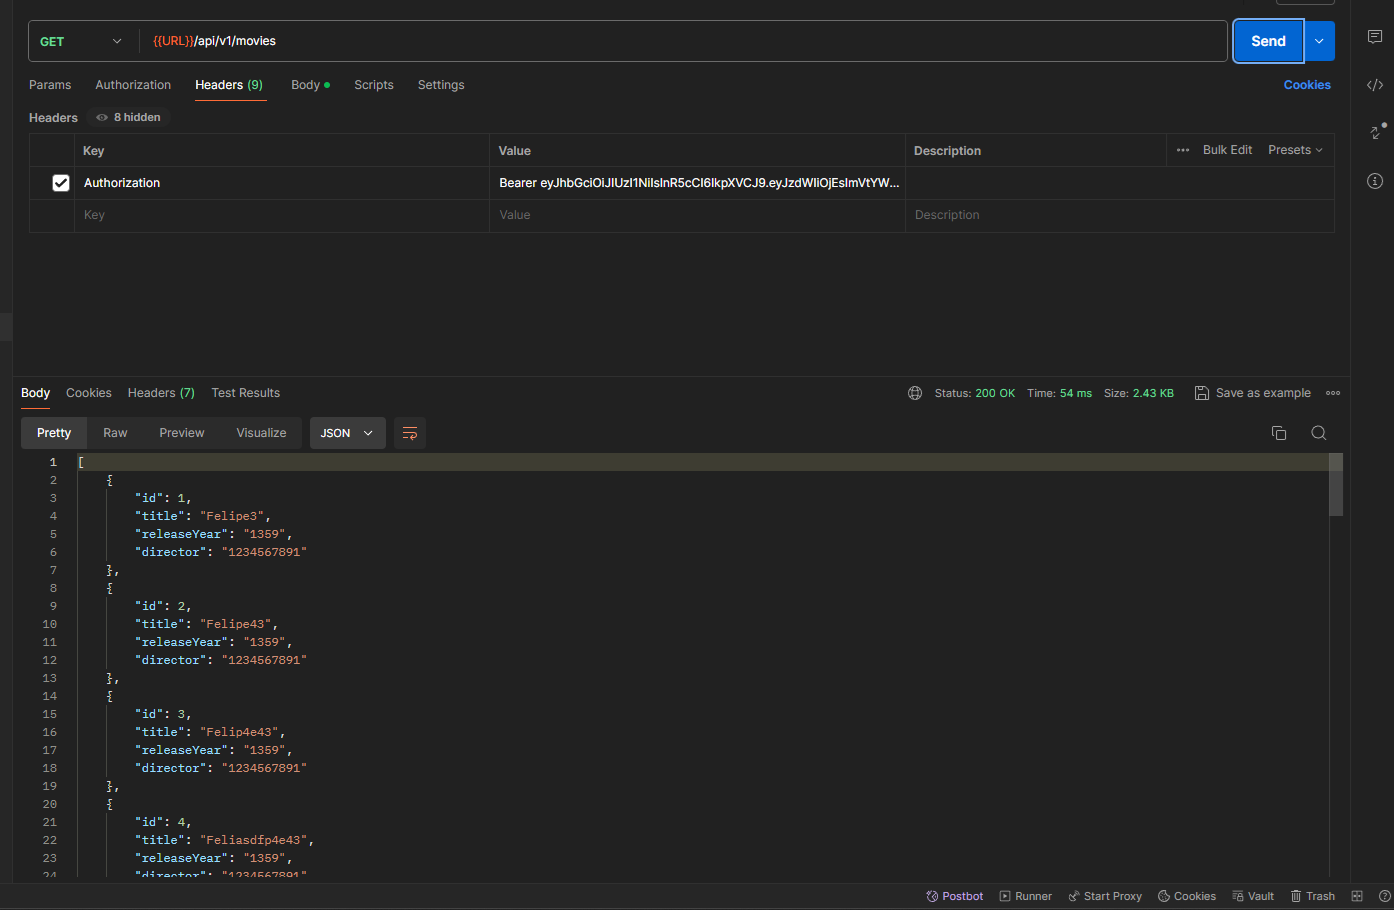 GET {{URL}}/api/v1/movies Send
Params Authorization Headers (9) Body Scripts Settings Cookies
Headers 8 hidden
Key Value Description Bulk Edit Presets
Authorization Bearer eyJhbGciOiJIUzI1NiIsInR5cCI6IkpXVCJ9.eyJzdWIiOjEsImVtYW...
Key Value Description
Body Cookies Headers (7) Test Results Status: 200 OK Time: 54 ms Size: 2.43 KB Save as example
Pretty Raw Preview Visualize JSON
1 [
2 {
3 "id": 1,
4 "title": "Felipe3",
5 "releaseYear": "1359",
6 "director": "1234567891"
7 },
8 {
9 "id": 2,
10 "title": "Felipe43",
11 "releaseYear": "1359",
12 "director": "1234567891"
13 },
14 {
15 "id": 3,
16 "title": "Felip4e43",
17 "releaseYear": "1359",
18 "director": "1234567891"
19 },
20 {
21 "id": 4,
22 "title": "Feliasdfp4e43",
23 "releaseYear": "1359",
24 "director": "1234567891"
Postbot Runner Start Proxy Cookies Vault Trash